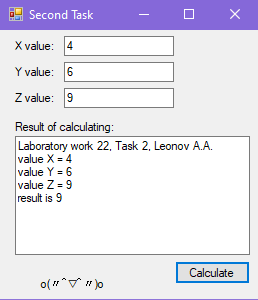 Second Task
X value: 4
Y value: 6
Z value: 9
Result of calculating:
Laboratory work 22, Task 2, Leonov A.A.
value X = 4
value Y = 6
value Z = 9
result is 9
Calculate
o(〃＾▽＾〃)o